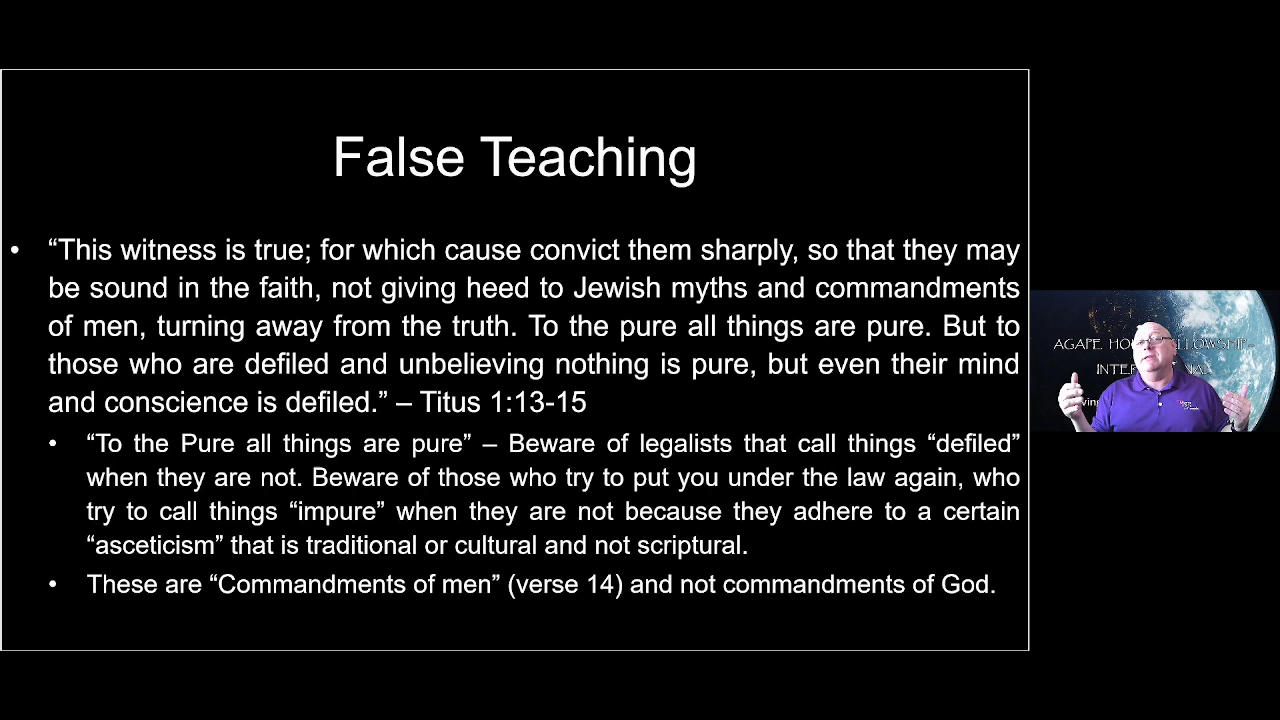 False Teaching
• “This witness is true; for which cause convict them sharply, so that they may
be sound in the faith, not giving heed to Jewish myths and commandments
of men, turning away from the truth. To the pure all things are pure. But to
those who are defiled and unbelieving nothing is pure, but even their mind
and conscience is defiled.” – Titus 1:13-15
• “To the Pure all things are pure” – Beware of legalists that call things “defiled”
when they are not. Beware of those who try to put you under the law again, who
try to call things “impure” when they are not because they adhere to a certain
“asceticism” that is traditional or cultural and not scriptural.
• These are “Commandments of men” (verse 14) and not commandments of God.
AGAPE